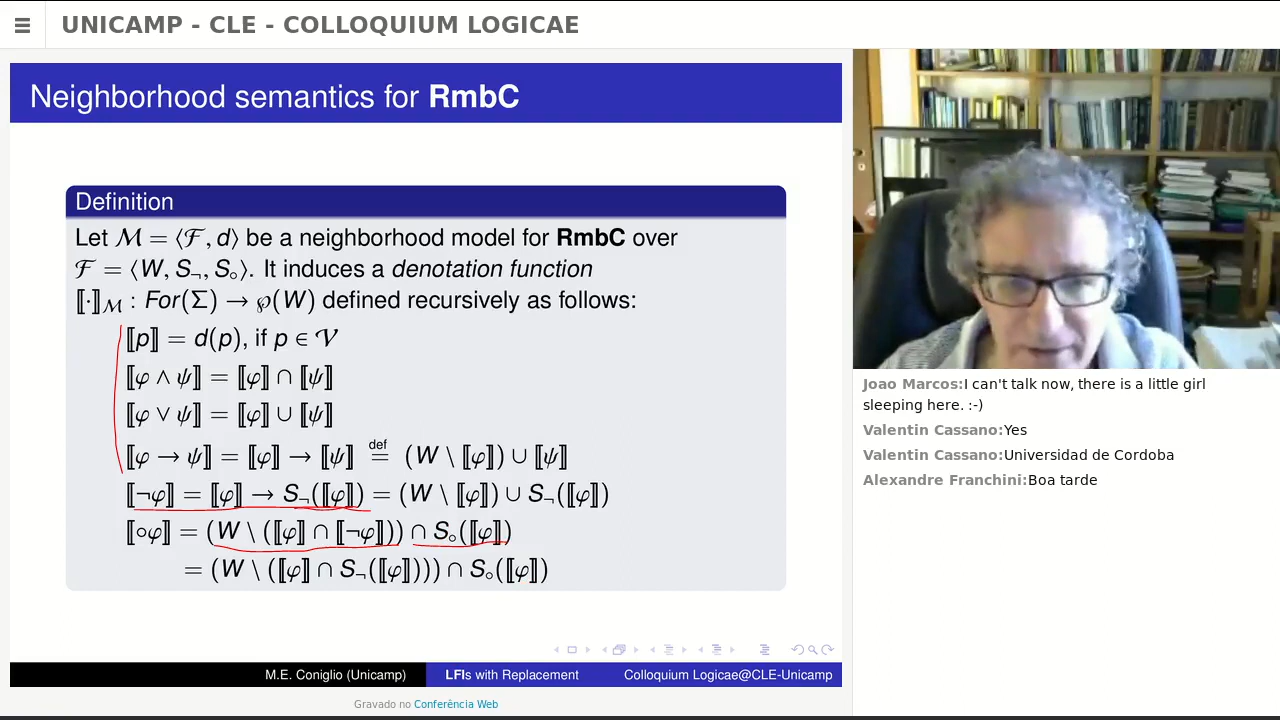 UNICAMP - CLE - COLLOQUIUM LOGICAE
Neighborhood semantics for RmbC
Definition
Let ℳ = ⟨ℱ, d⟩ be a neighborhood model for RmbC over
ℱ = ⟨W, S¬, S∘⟩. It induces a denotation function
⟦·⟧ℳ : For(Σ) → ℘(W) defined recursively as follows:
⟦p⟧ = d(p), if p ∈ 𝒱
⟦φ ∧ ψ⟧ = ⟦φ⟧ ∩ ⟦ψ⟧
⟦φ ∨ ψ⟧ = ⟦φ⟧ ∪ ⟦ψ⟧
⟦φ → ψ⟧ = ⟦φ⟧ → ⟦ψ⟧ def= (W \ ⟦φ⟧) ∪ ⟦ψ⟧
⟦¬φ⟧ = ⟦φ⟧ → S¬(⟦φ⟧) = (W \ ⟦φ⟧) ∪ S¬(⟦φ⟧)
⟦∘φ⟧ = (W \ (⟦φ⟧ ∩ ⟦¬φ⟧)) ∩ S∘(⟦φ⟧)
= (W \ (⟦φ⟧ ∩ S¬(⟦φ⟧))) ∩ S∘(⟦φ⟧)
M.E. Coniglio (Unicamp) LFIs with Replacement Colloquium Logicae@CLE-Unicamp
Gravado no Conferência Web
Joao Marcos:I can't talk now, there is a little girl
sleeping here. :-)
Valentin Cassano:Yes
Valentin Cassano:Universidad de Cordoba
Alexandre Franchini:Boa tarde